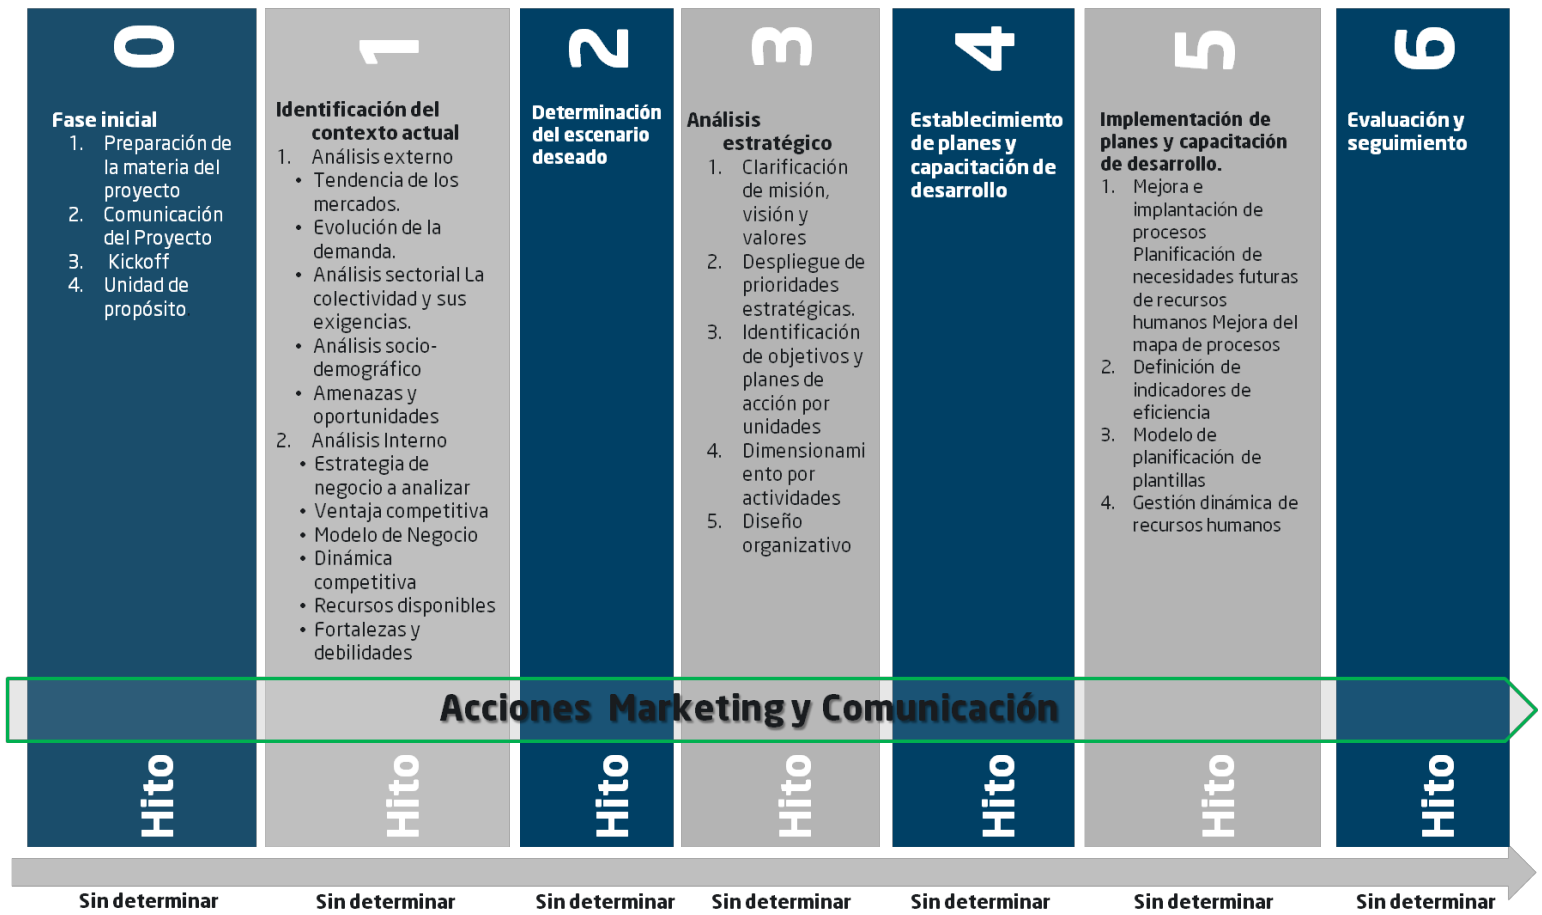 0
Fase inicial
1. Preparación de
la materia del
proyecto
2. Comunicación
del Proyecto
3. Kickoff
4. Unidad de
propósito.
1
Identificación del
contexto actual
1. Análisis externo
• Tendencia de los
mercados.
• Evolución de la
demanda.
• Análisis sectorial La
colectividad y sus
exigencias.
• Análisis socio-
demográfico
• Amenazas y
oportunidades
2. Análisis Interno
• Estrategia de
negocio a analizar
• Ventaja competitiva
• Modelo de Negocio
• Dinámica
competitiva
• Recursos disponibles
• Fortalezas y
debilidades
2
Determinación
del escenario
deseado
3
Análisis
estratégico
1. Clarificación
de misión,
visión y
valores
2. Despliegue de
prioridades
estratégicas.
3. Identificación
de objetivos y
planes de
acción por
unidades
4. Dimensionami
ento por
actividades
5. Diseño
organizativo
4
Establecimiento
de planes y
capacitación de
desarrollo
5
Implementación de
planes y capacitación
de desarrollo.
1. Mejora e
implantación de
procesos
Planificación de
necesidades futuras
de recursos
humanos Mejora del
mapa de procesos
2. Definición de
indicadores de
eficiencia
3. Modelo de
planificación de
plantillas
4. Gestión dinámica de
recursos humanos
6
Evaluación y
seguimiento
Acciones Marketing y Comunicación
Hito
Hito
Hito
Hito
Hito
Hito
Hito
Sin determinar
Sin determinar
Sin determinar
Sin determinar
Sin determinar
Sin determinar
Sin determinar